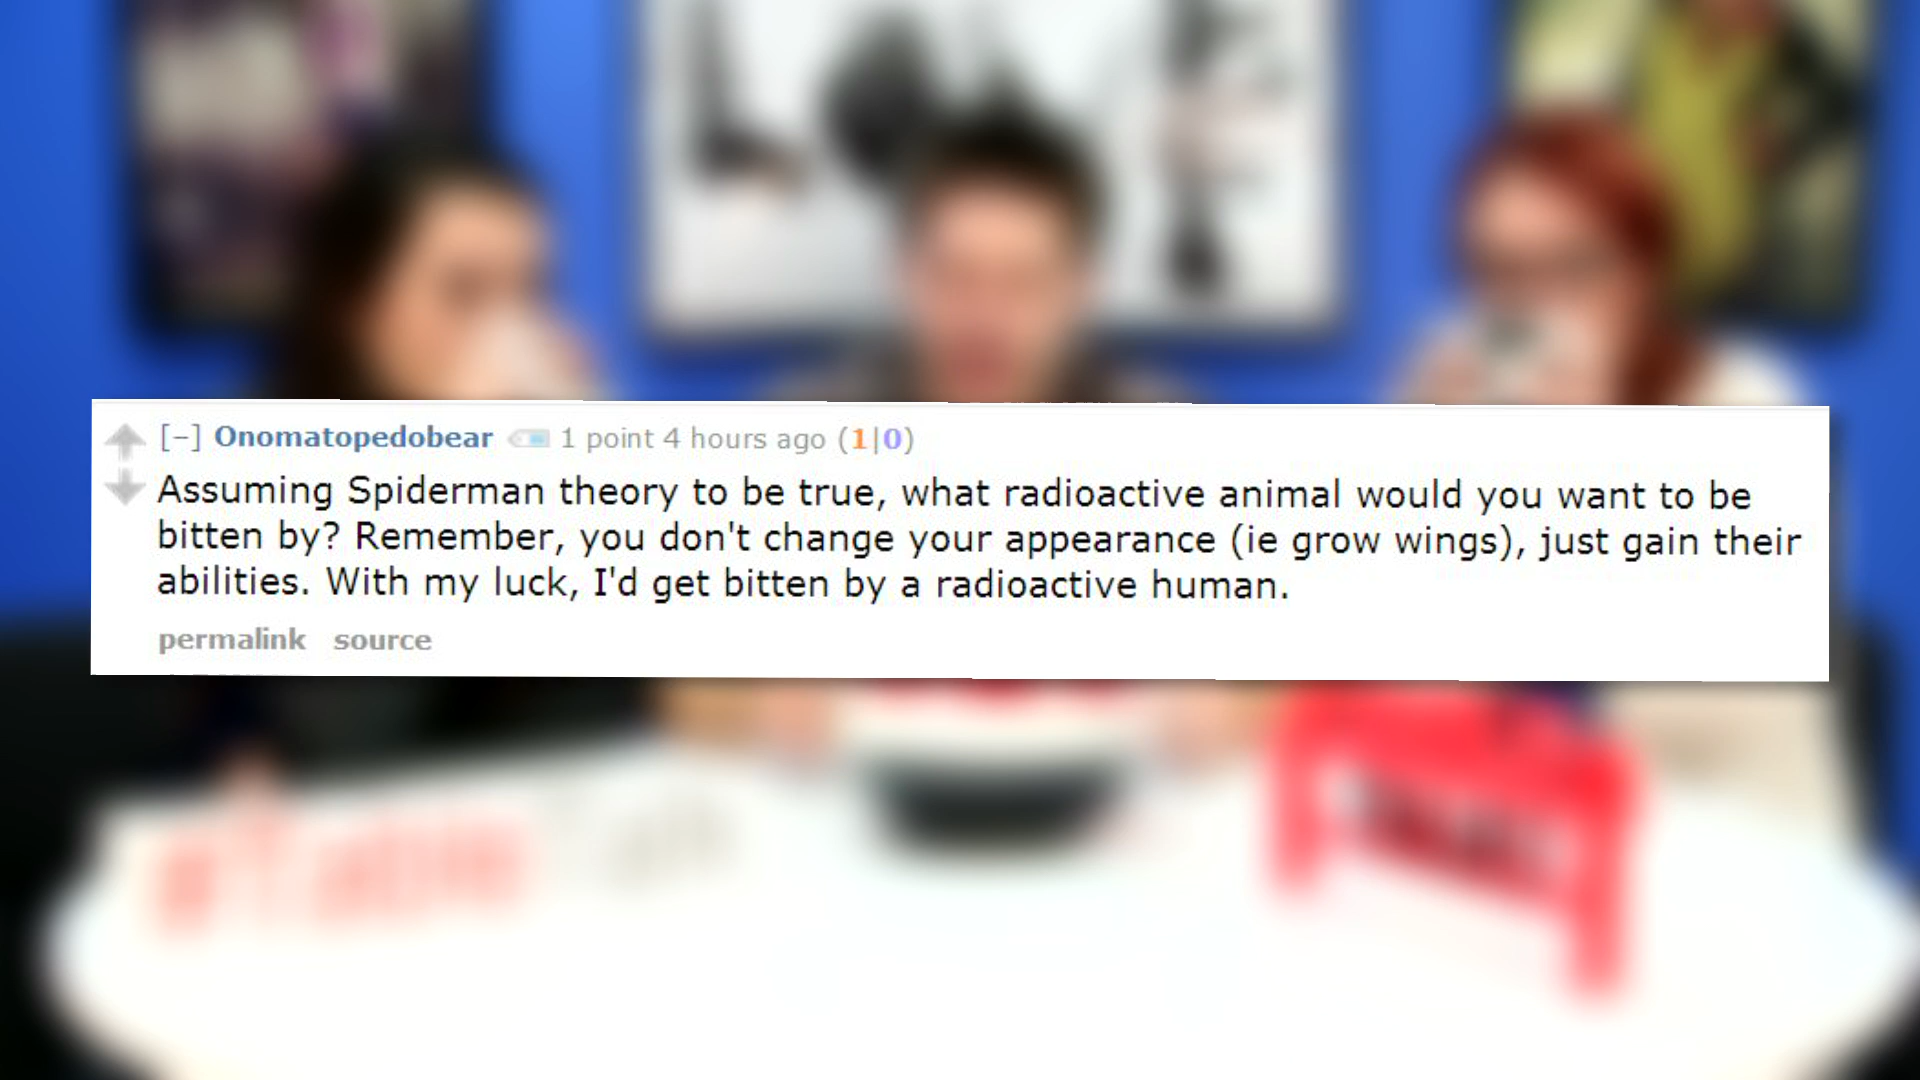 [−] Onomatopedobear 1 point 4 hours ago (1|0)
Assuming Spiderman theory to be true, what radioactive animal would you want to be
bitten by? Remember, you don't change your appearance (ie grow wings), just gain their
abilities. With my luck, I'd get bitten by a radioactive human.
permalink source
#Table Talk